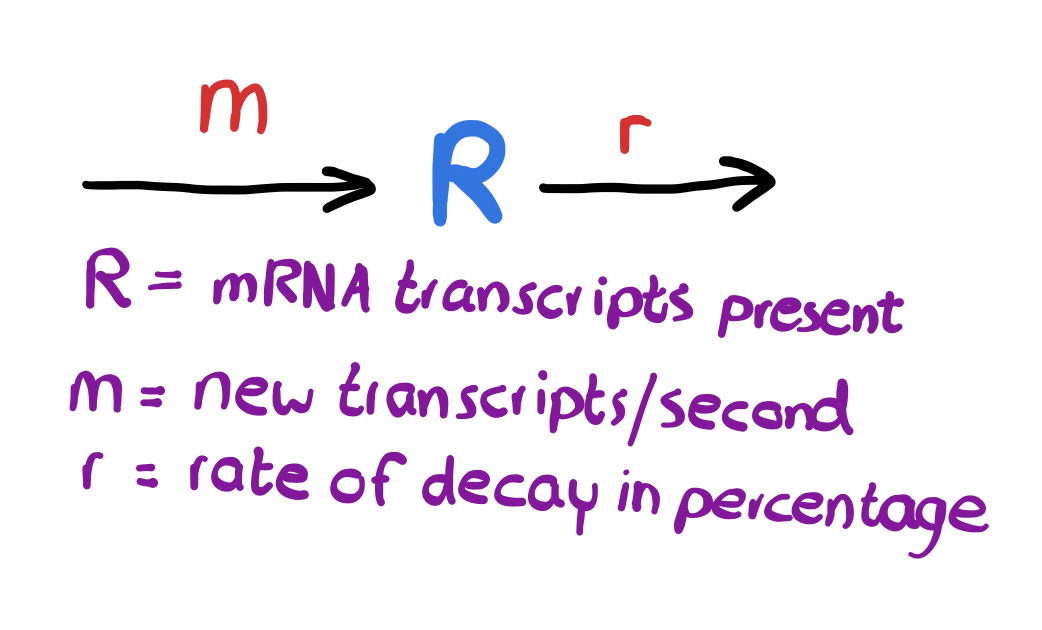 m
R
r
R = mRNA transcripts present
m = new transcripts/second
r = rate of decay in percentage